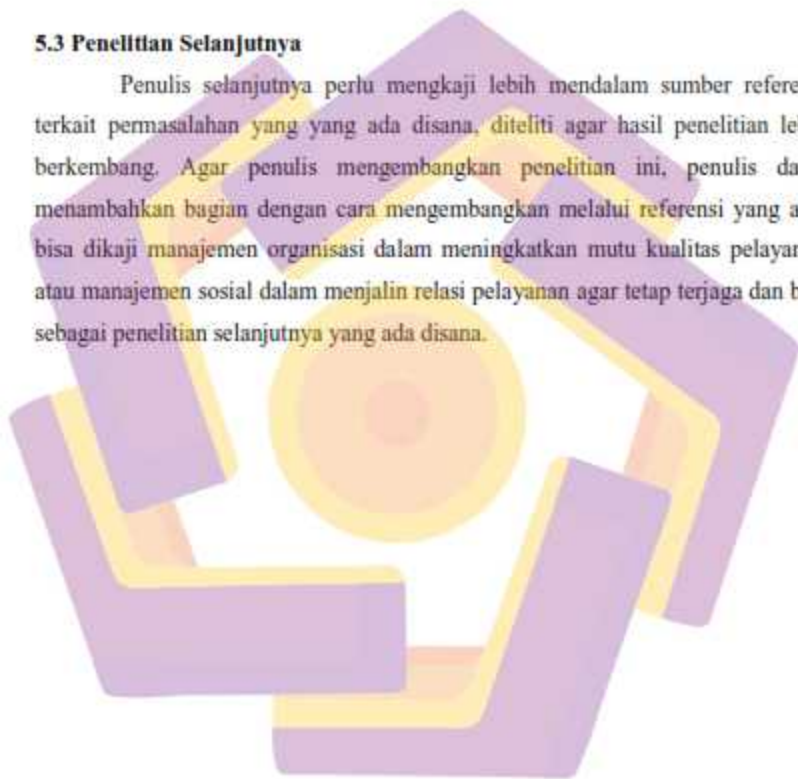 5.3 Penelitian Selanjutnya
Penulis selanjutnya perlu mengkaji lebih mendalam sumber refere
terkait permasalahan yang yang ada disana, diteliti agar hasil penelitian le
berkembang. Agar penulis mengembangkan penelitian ini, penulis da
menambahkan bagian dengan cara mengembangkan melalui referensi yang a
bisa dikaji manajemen organisasi dalam meningkatkan mutu kualitas pelayan
atau manajemen sosial dalam menjalin relasi pelayanan agar tetap terjaga dan b
sebagai penelitian selanjutnya yang ada disana.